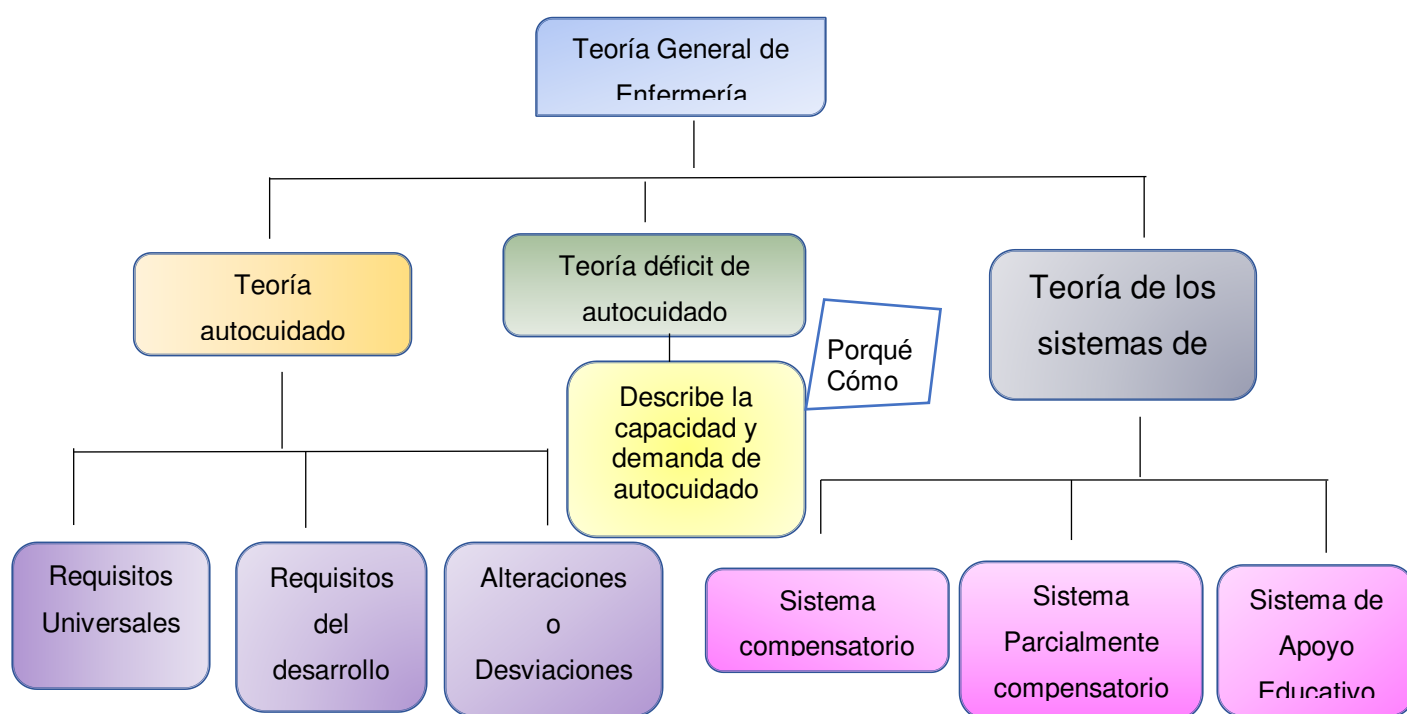 Teoría General de
Enfermería
Teoría
autocuidado
Teoría déficit de
autocuidado
Porqué
Cómo
Teoría de los
sistemas de
Describe la
capacidad y
demanda de
autocuidado
Requisitos
Universales
Requisitos
del
desarrollo
Alteraciones
o
Desviaciones
Sistema
compensatorio
Sistema
Parcialmente
compensatorio
Sistema de
Apoyo
Educativo